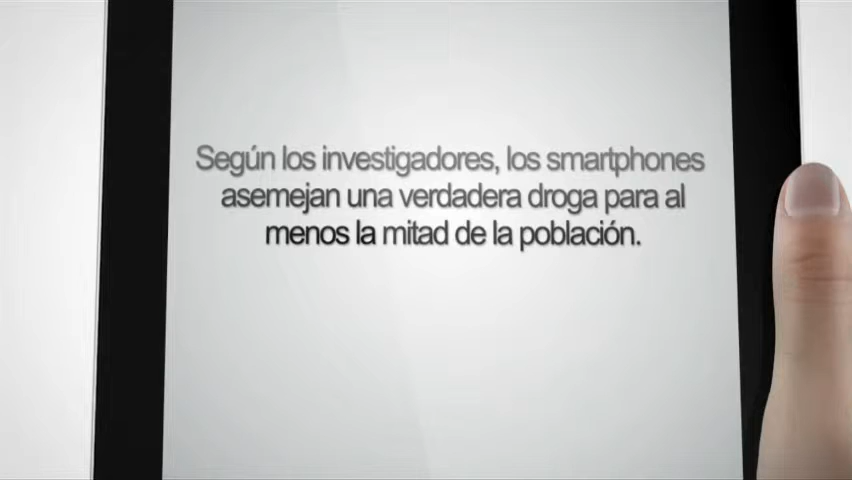 Según los investigadores, los smartphones
asemejan una verdadera droga para al
menos la mitad de la población.